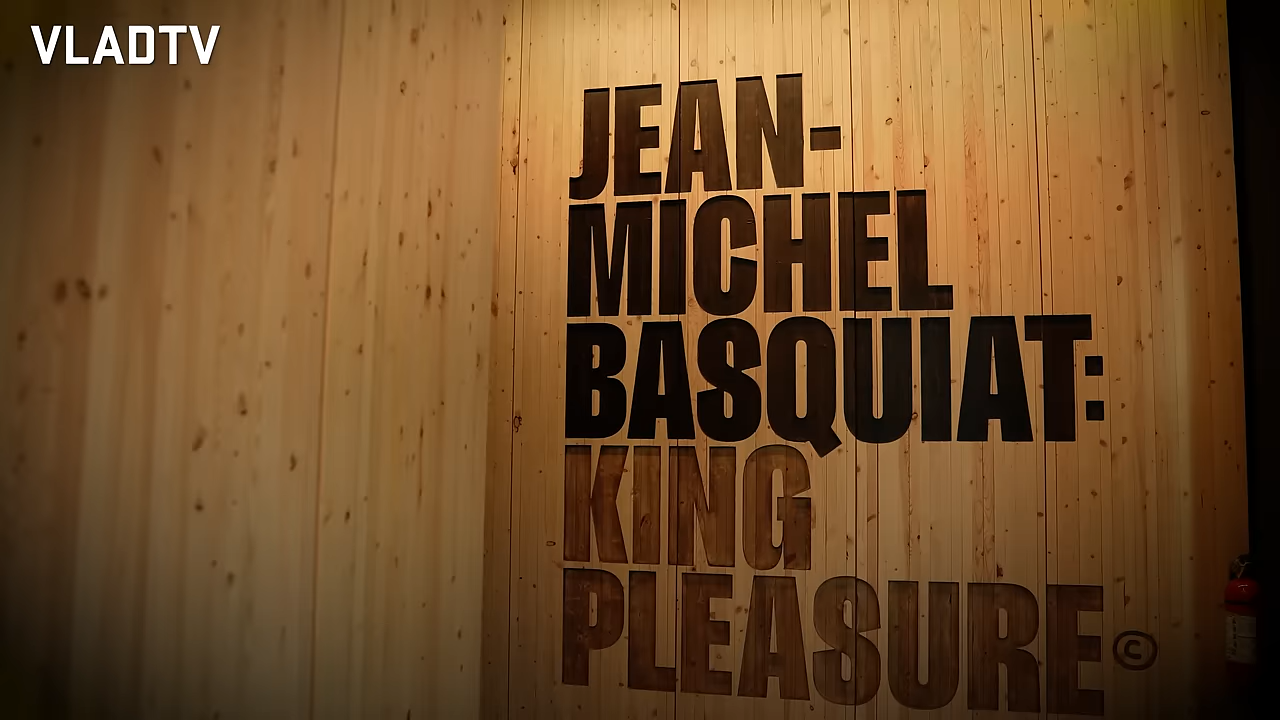 VLADTV
JEAN-
MICHEL
BASQUIAT:
KING
PLEASURE©